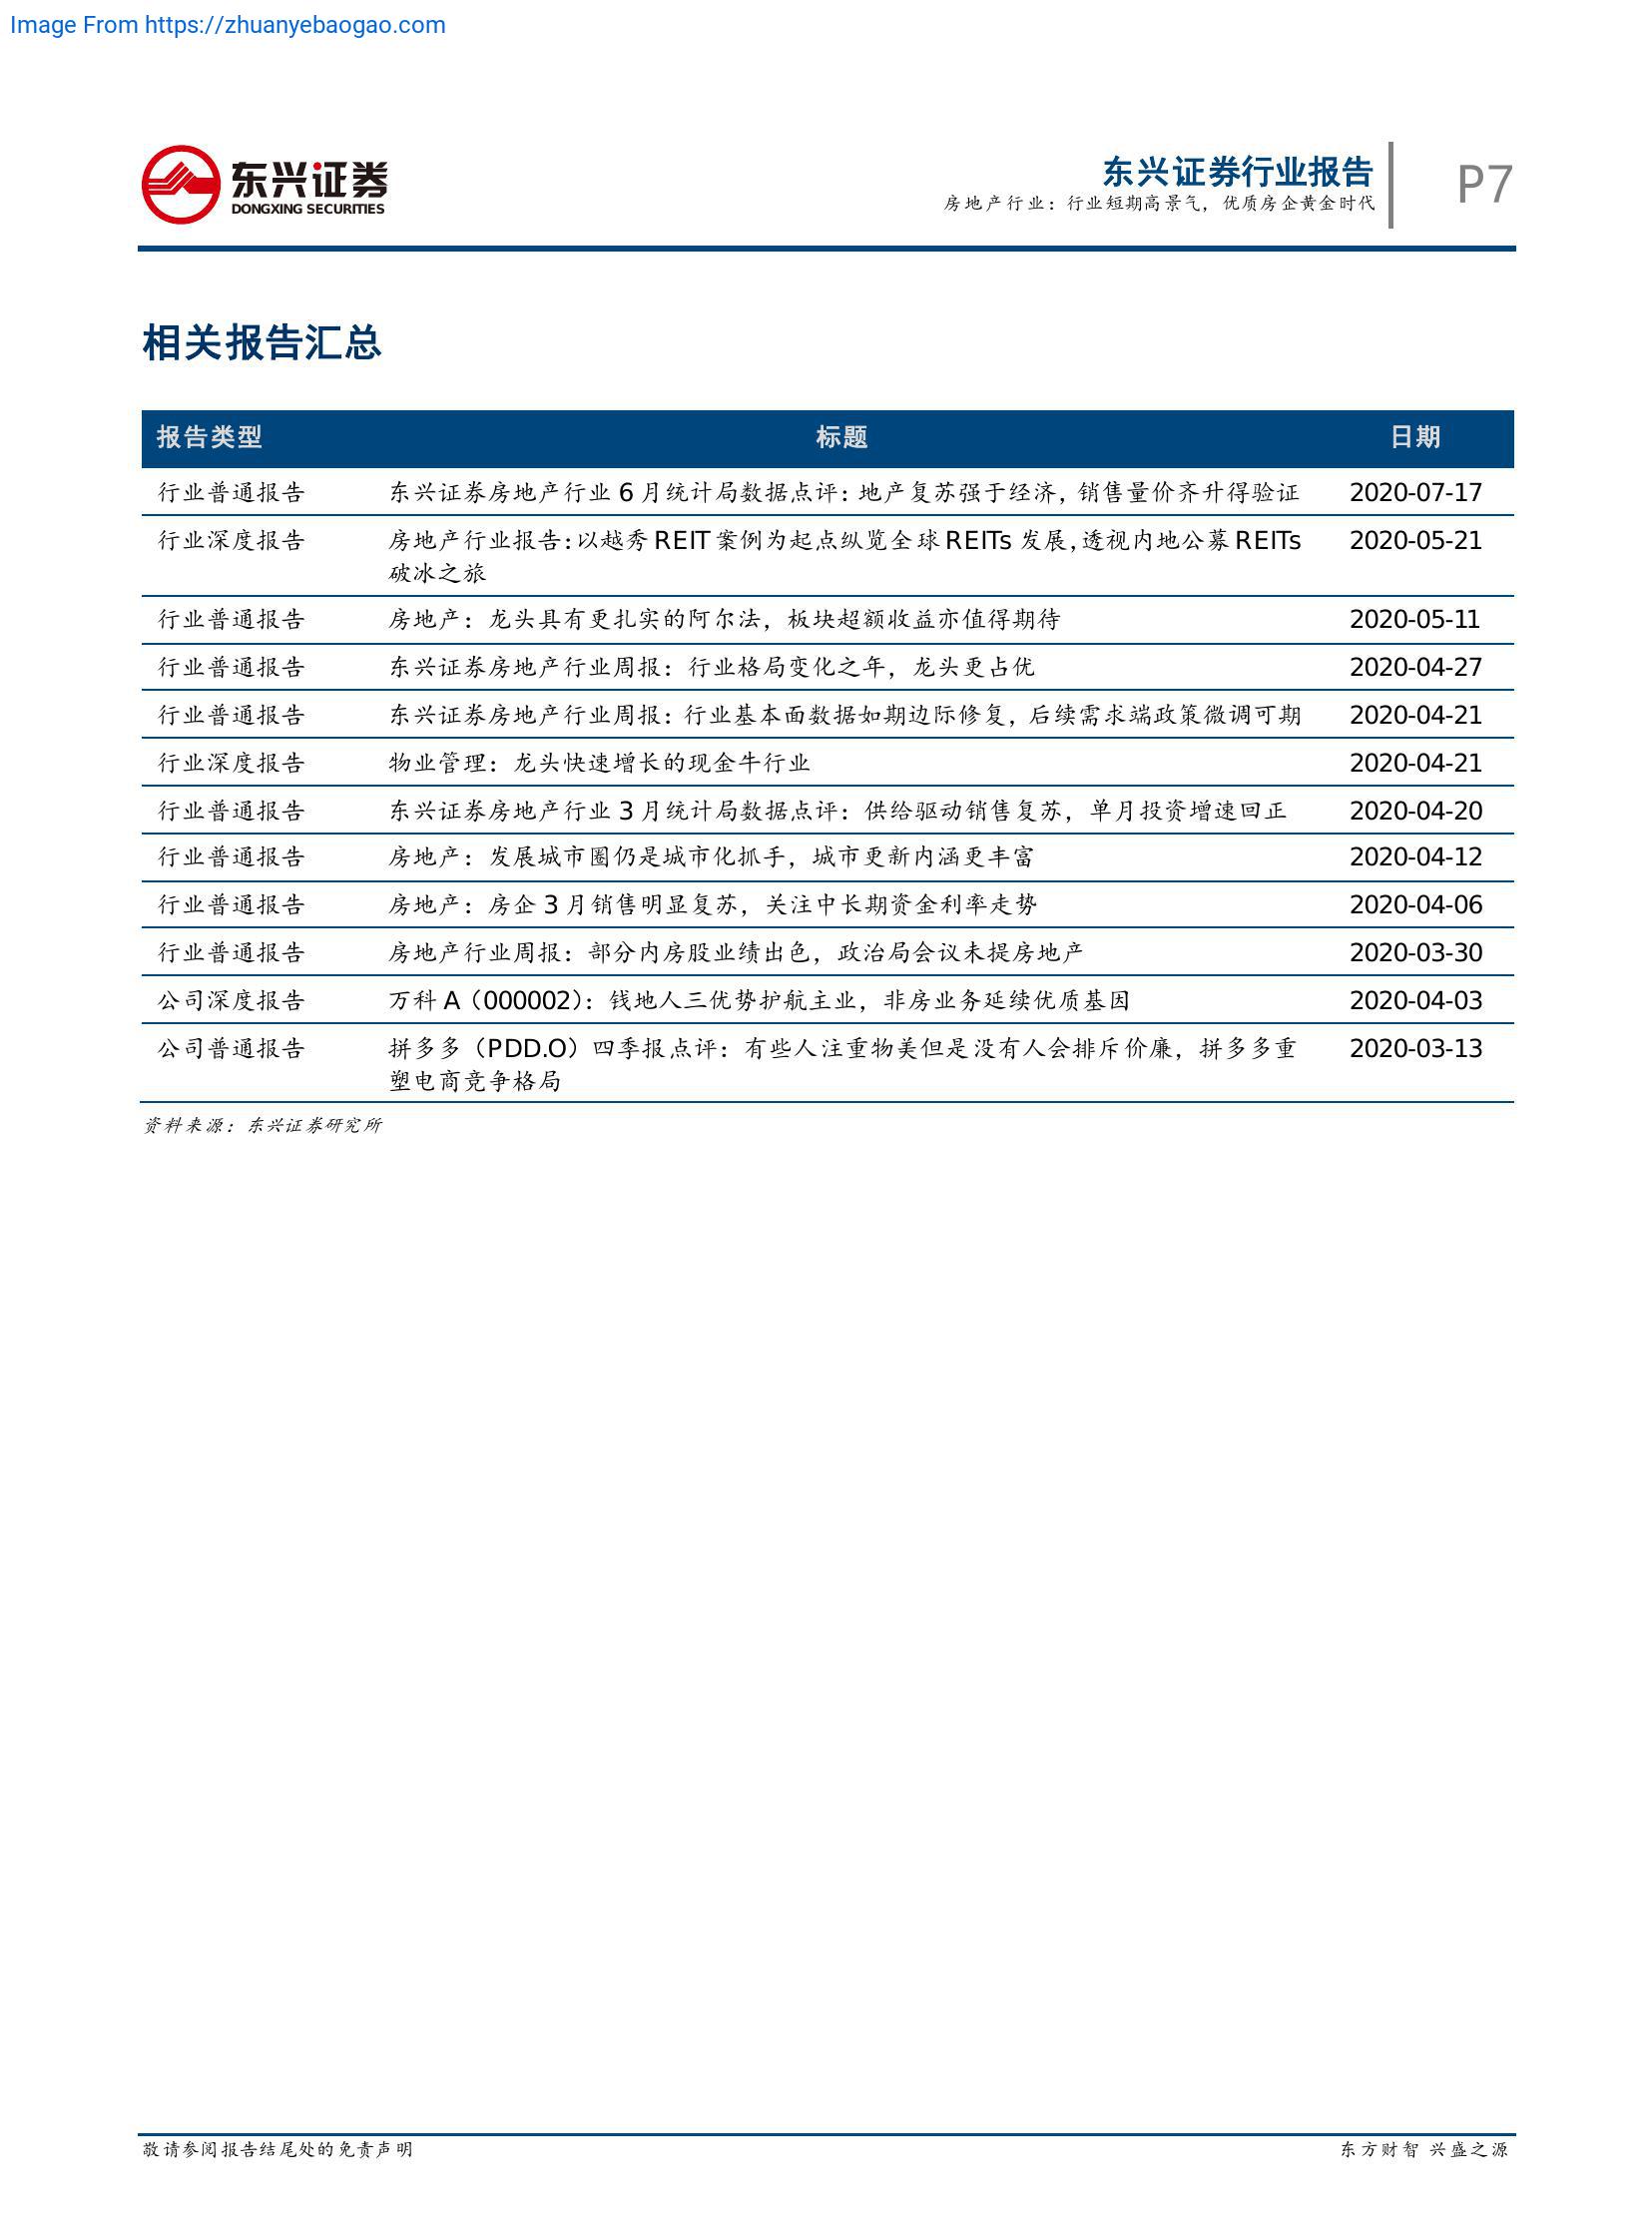 Image From https://zhuanyebaogao.com
东兴证券
DONGXING SECURITIES
东兴证券行业报告
房地产行业：行业短期高景气，优质房企黄金时代
P7
相关报告汇总
报告类型 标题 日期
行业普通报告 东兴证券房地产行业 6 月统计局数据点评：地产复苏强于经济，销售量价齐升得验证 2020-07-17
行业深度报告 房地产行业报告：以越秀 REIT 案例为起点纵览全球 REITs 发展，透视内地公募 REITs 2020-05-21
破冰之旅
行业普通报告 房地产：龙头具有更扎实的阿尔法，板块超额收益亦值得期待 2020-05-11
行业普通报告 东兴证券房地产行业周报：行业格局变化之年，龙头更占优 2020-04-27
行业普通报告 东兴证券房地产行业周报：行业基本面数据如期边际修复，后续需求端政策微调可期 2020-04-21
行业深度报告 物业管理：龙头快速增长的现金牛行业 2020-04-21
行业普通报告 东兴证券房地产行业 3 月统计局数据点评：供给驱动销售复苏，单月投资增速回正 2020-04-20
行业普通报告 房地产：发展城市圈仍是城市化抓手，城市更新内涵更丰富 2020-04-12
行业普通报告 房地产：房企 3 月销售明显复苏，关注中长期资金利率走势 2020-04-06
行业普通报告 房地产行业周报：部分内房股业绩出色，政治局会议未提房地产 2020-03-30
公司深度报告 万科 A（000002）：钱地人三优势护航主业，非房业务延续优质基因 2020-04-03
公司普通报告 拼多多（PDD.O）四季报点评：有些人注重物美但是没有人会排斥价廉，拼多多重 2020-03-13
塑电商竞争格局
资料来源：东兴证券研究所
敬请参阅报告结尾处的免责声明
东方财智 兴盛之源